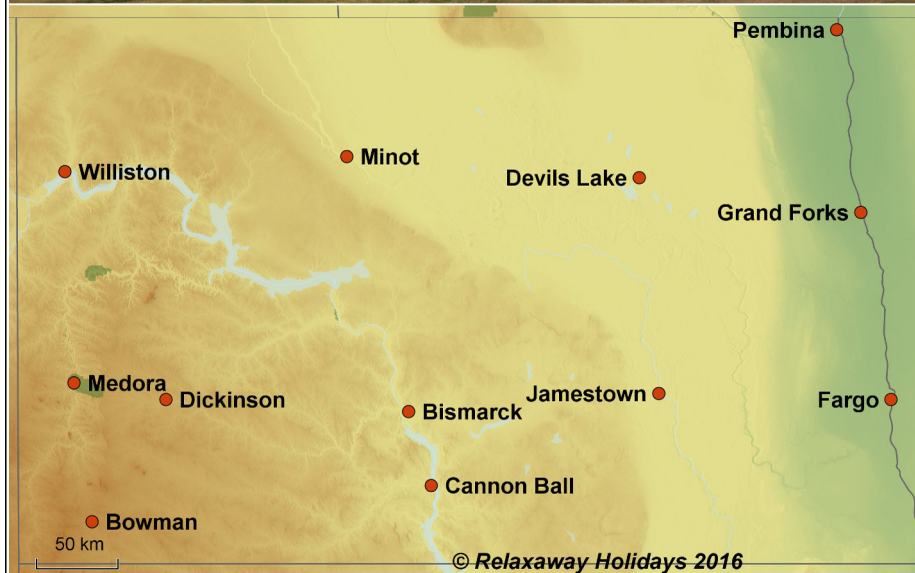 Pembina
Minot
Williston
Devils Lake
Grand Forks
Medora
Dickinson
Jamestown
Fargo
Bismarck
Cannon Ball
Bowman
50 km
© Relaxaway Holidays 2016